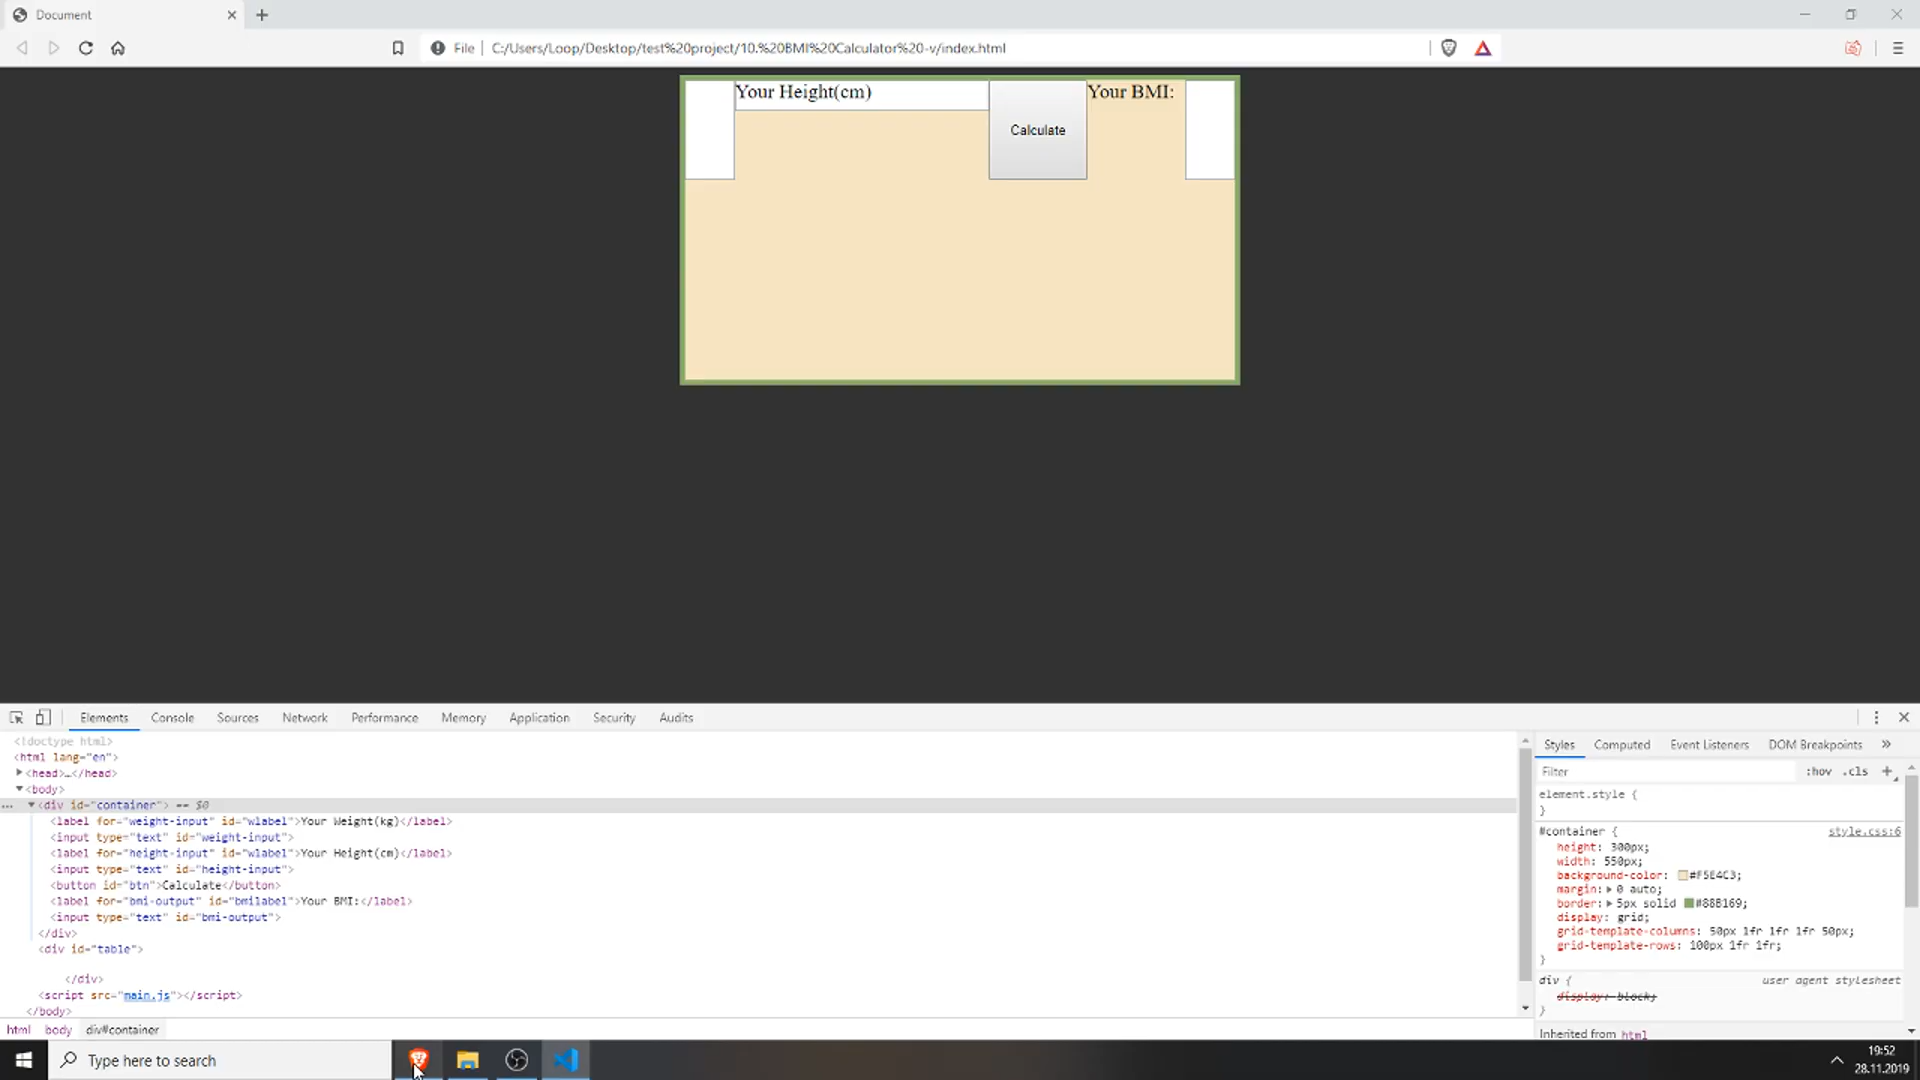 Document
File
C:/Users/Loop/Desktop/test%20project/10.%20BMI%20Calculator%20-v/index.html
Your Height(cm)
Calculate
Your BMI:
Elements Console Sources Network Performance Memory Application Security Audits
<!doctype html>
<html lang="en">
<head>…</head>
<body>
... <div id="container"> == $0
<label for="weight-input" id="wlabel">Your Weight(kg)</label>
<input type="text" id="weight-input">
<label for="height-input" id="wlabel">Your Height(cm)</label>
<input type="text" id="height-input">
<button id="btn">Calculate</button>
<label for="bmi-output" id="bmilabel">Your BMI:</label>
<input type="text" id="bmi-output">
</div>
<div id="table">
</div>
<script src="main.js"></script>
</body>
html body div#container
Styles Computed Event Listeners DOM Breakpoints »
Filter :hov .cls +
element.style {
}
#container { style.css:6
height: 300px;
width: 550px;
background-color: #F5E4C3;
margin: 0 auto;
border: 5px solid #88B169;
display: grid;
grid-template-columns: 50px 1fr 1fr 1fr 50px;
grid-template-rows: 100px 1fr 1fr;
}
div { user agent stylesheet
display: block;
}
Inherited from html
Type here to search
19:52
28.11.2019